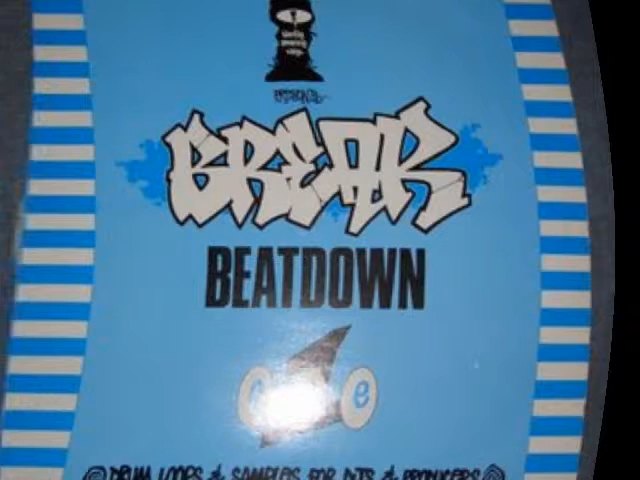 BREAK
BEATDOWN
e
DRUM LOOPS & SAMPLES FOR DJ'S & PRODUCERS